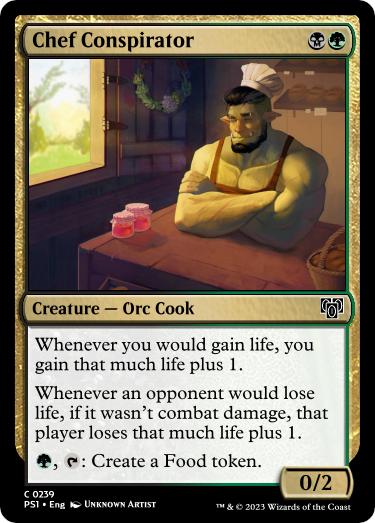 Chef Conspirator
Creature — Orc Cook
Whenever you would gain life, you
gain that much life plus 1.
Whenever an opponent would lose
life, if it wasn't combat damage, that
player loses that much life plus 1.
, : Create a Food token.
0/2
C 0239
PS1 • Eng Unknown Artist
™ & © 2023 Wizards of the Coast